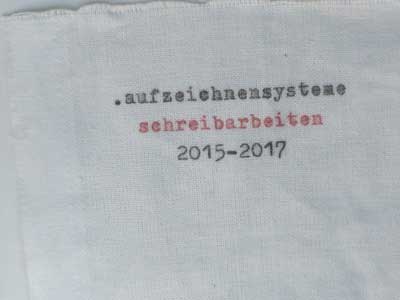 .aufzeichnensysteme
schreibarbeiten
2015-2017